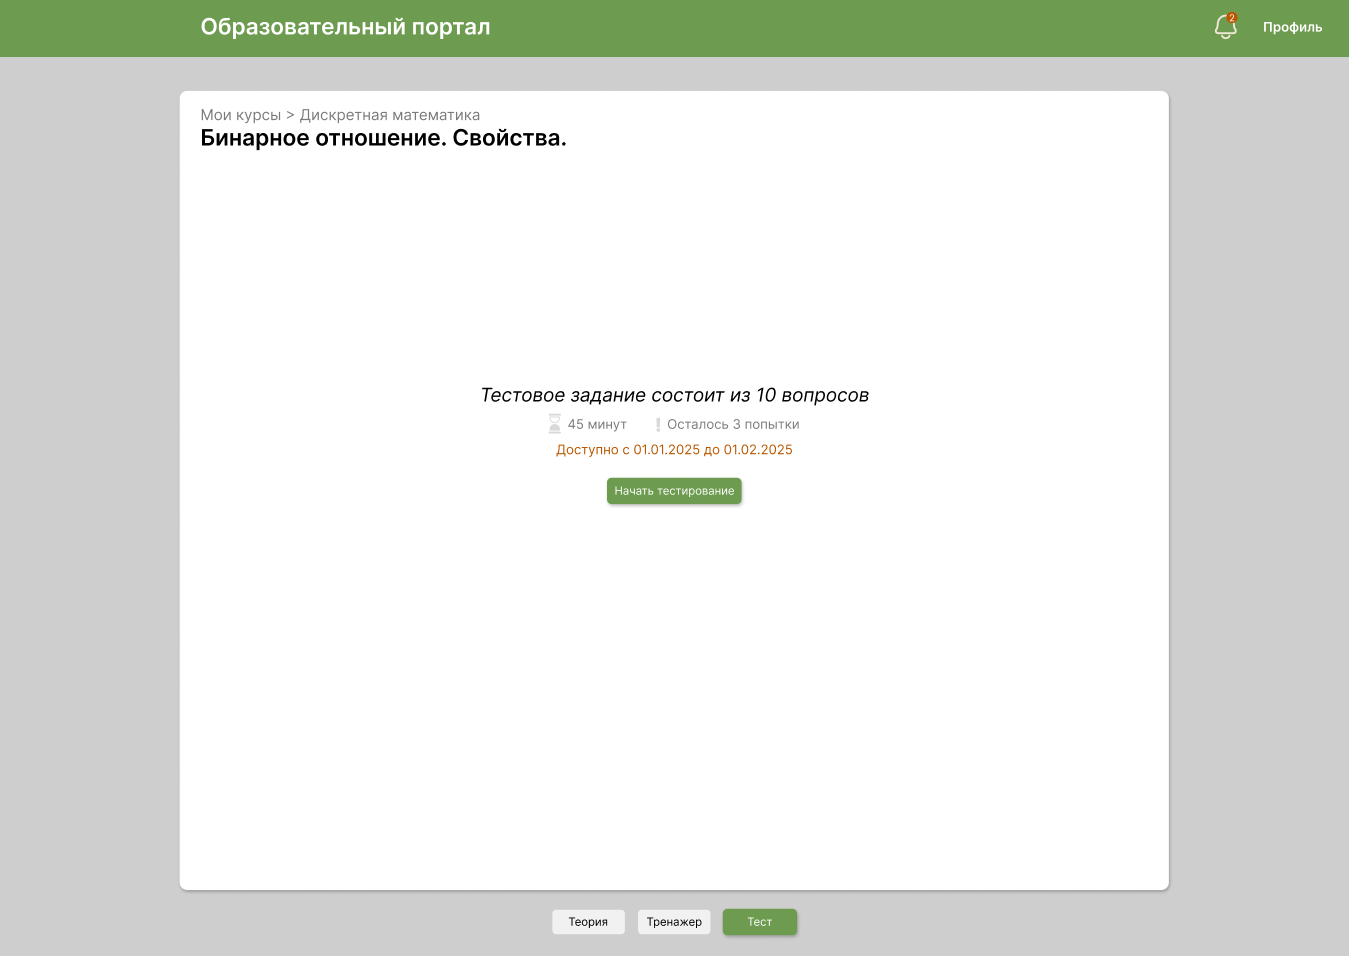 Образовательный портал
2
Профиль
Мои курсы > Дискретная математика
Бинарное отношение. Свойства.
Тестовое задание состоит из 10 вопросов
45 минут
Осталось 3 попытки
Доступно с 01.01.2025 до 01.02.2025
Начать тестирование
Теория
Тренажер
Тест